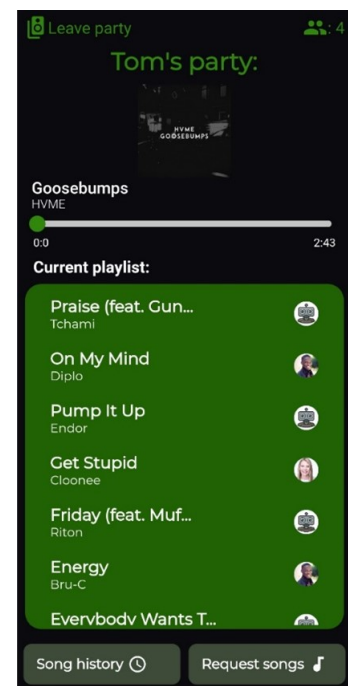 Leave party
: 4
Tom's party:
HVME
GOOSEBUMPS
Goosebumps
HVME
0:0 2:43
Current playlist:
Praise (feat. Gun...
Tchami
On My Mind
Diplo
Pump It Up
Endor
Get Stupid
Cloonee
Friday (feat. Muf...
Riton
Energy
Bru-C
Everybody Wants T...
Song history
Request songs